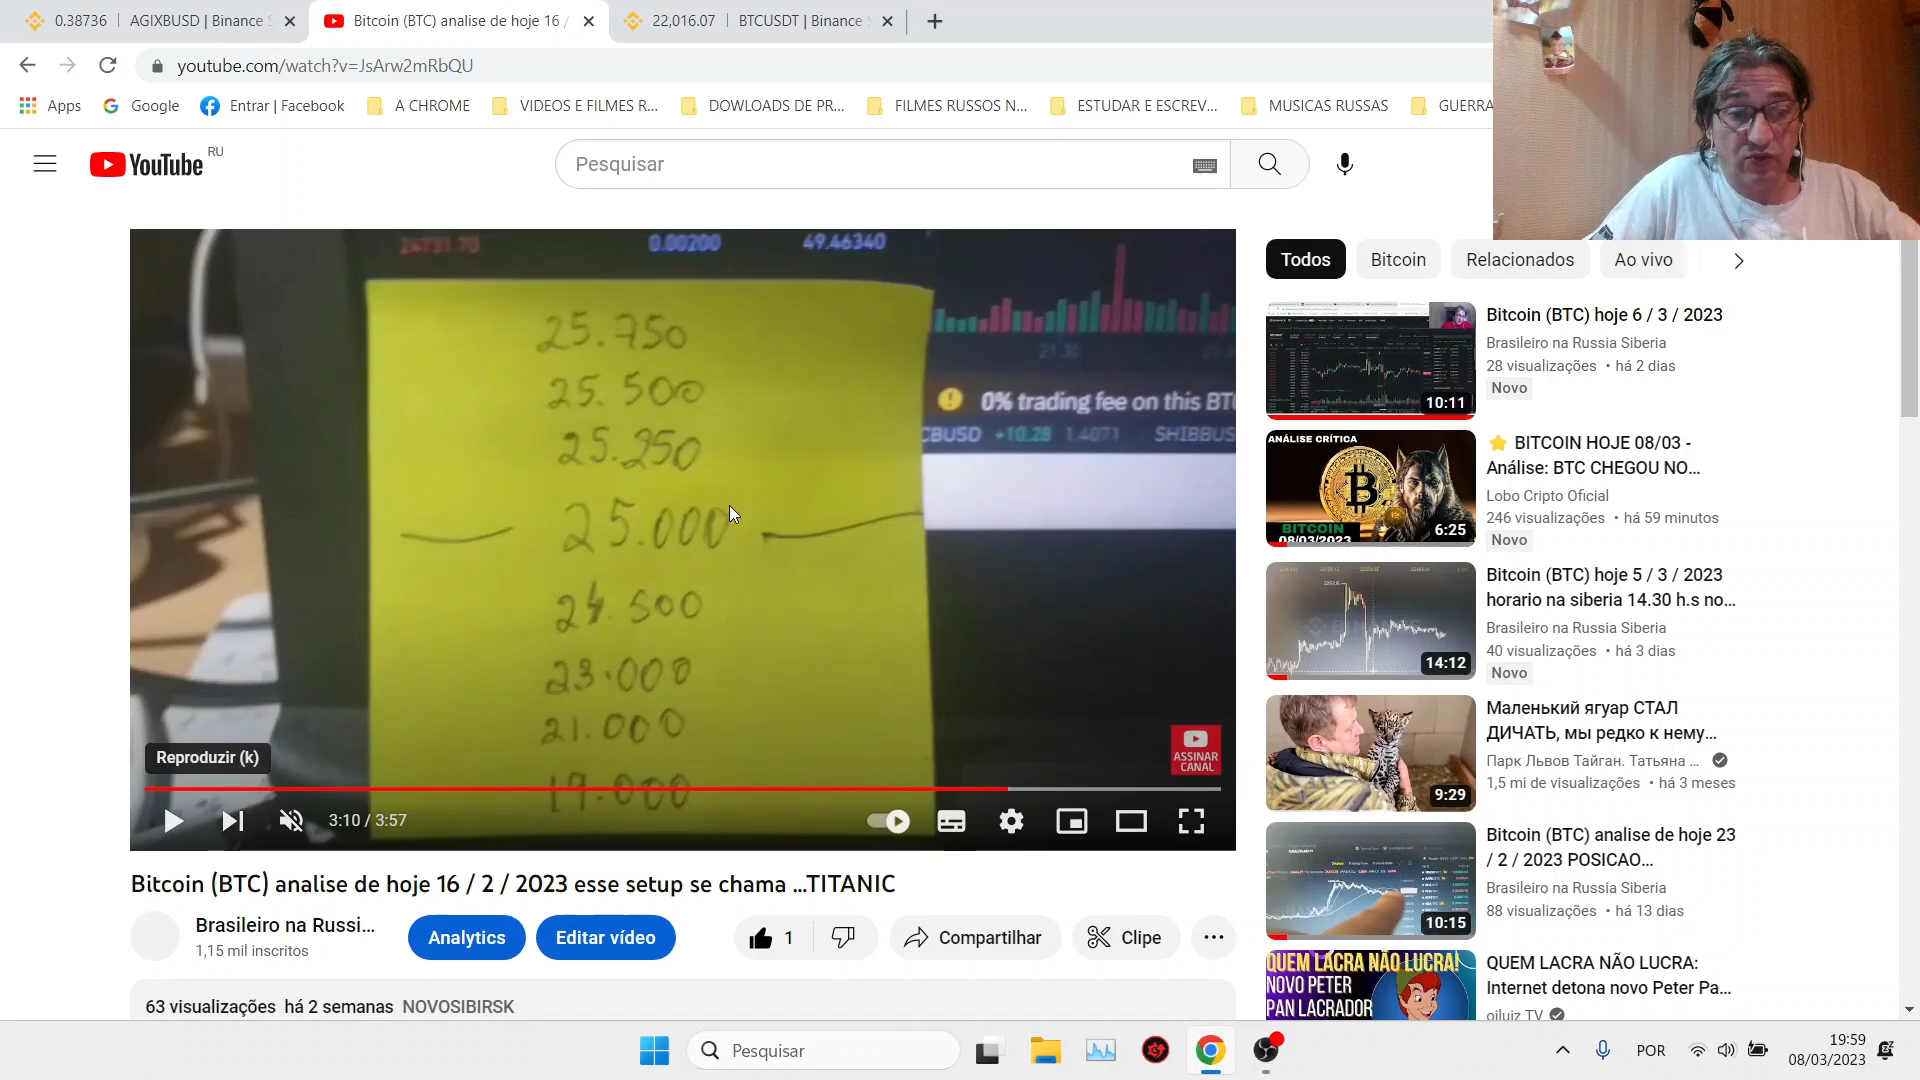 0.38736 | AGIXBUSD | Binance S
Bitcoin (BTC) analise de hoje 16 /
22,016.07 | BTCUSDT | Binance S
youtube.com/watch?v=JsArw2mRbQU
Apps
Google
Entrar | Facebook
A CHROME
VIDEOS E FILMES R...
DOWLOADS DE PR...
FILMES RUSSOS N...
ESTUDAR E ESCREV...
MUSICAS RUSSAS
GUERRA
YouTube RU
Pesquisar
24731.70
0.00200
49.46340
25.750
25.500
25.250
25.000
24.500
23.000
21.000
17.000
21:30
0% trading fee on this BT
CBUSD +10.28 1.4071 SHIBBUS
ASSINAR
CANAL
Reproduzir (k)
3:10 / 3:57
Bitcoin (BTC) analise de hoje 16 / 2 / 2023 esse setup se chama ...TITANIC
Brasileiro na Russi...
1,15 mil inscritos
Analytics
Editar vídeo
1
Compartilhar
Clipe
63 visualizações há 2 semanas NOVOSIBIRSK
Todos
Bitcoin
Relacionados
Ao vivo
10:11
Bitcoin (BTC) hoje 6 / 3 / 2023
Brasileiro na Russia Siberia
28 visualizações • há 2 dias
Novo
ANÁLISE CRÍTICA
BITCOIN
08/03/2023
6:25
BITCOIN HOJE 08/03 -
Análise: BTC CHEGOU NO...
Lobo Cripto Oficial
246 visualizações • há 59 minutos
Novo
14:12
Bitcoin (BTC) hoje 5 / 3 / 2023
horario na siberia 14.30 h.s no...
Brasileiro na Russia Siberia
40 visualizações • há 3 dias
Novo
9:29
Маленький ягуар СТАЛ
ДИЧАТЬ, мы редко к нему...
Парк Львов Тайган. Татьяна ...
1,5 mi de visualizações • há 3 meses
10:15
Bitcoin (BTC) analise de hoje 23
/ 2 / 2023 POSICAO...
Brasileiro na Russia Siberia
88 visualizações • há 13 dias
QUEM LACRA NÃO LUCRA!
NOVO PETER
PAN LACRADOR
QUEM LACRA NÃO LUCRA:
Internet detona novo Peter Pa...
oiluiz TV
Pesquisar
POR
19:59
08/03/2023